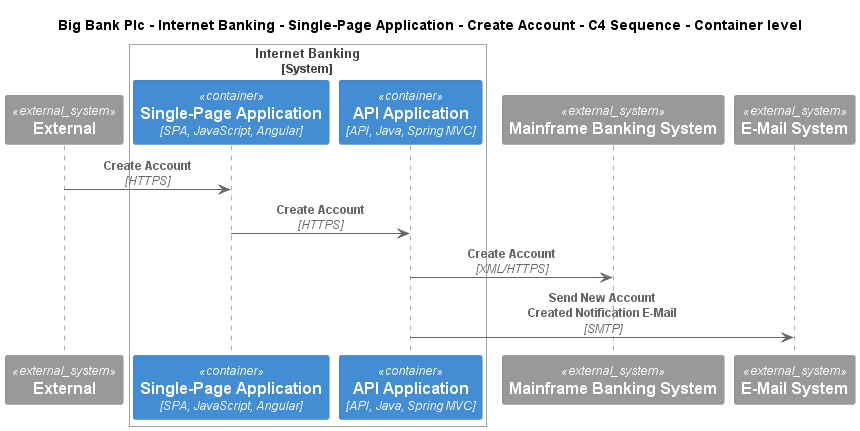 Big Bank Plc - Internet Banking - Single-Page Application - Create Account - C4 Sequence - Container level
Internet Banking
[System]
«external_system»
External
«container»
Single-Page Application
[SPA, JavaScript, Angular]
«container»
API Application
[API, Java, Spring MVC]
«external_system»
Mainframe Banking System
«external_system»
E-Mail System
Create Account
[HTTPS]
Create Account
[HTTPS]
Create Account
[XML/HTTPS]
Send New Account
Created Notification E-Mail
[SMTP]
«external_system»
External
«container»
Single-Page Application
[SPA, JavaScript, Angular]
«container»
API Application
[API, Java, Spring MVC]
«external_system»
Mainframe Banking System
«external_system»
E-Mail System